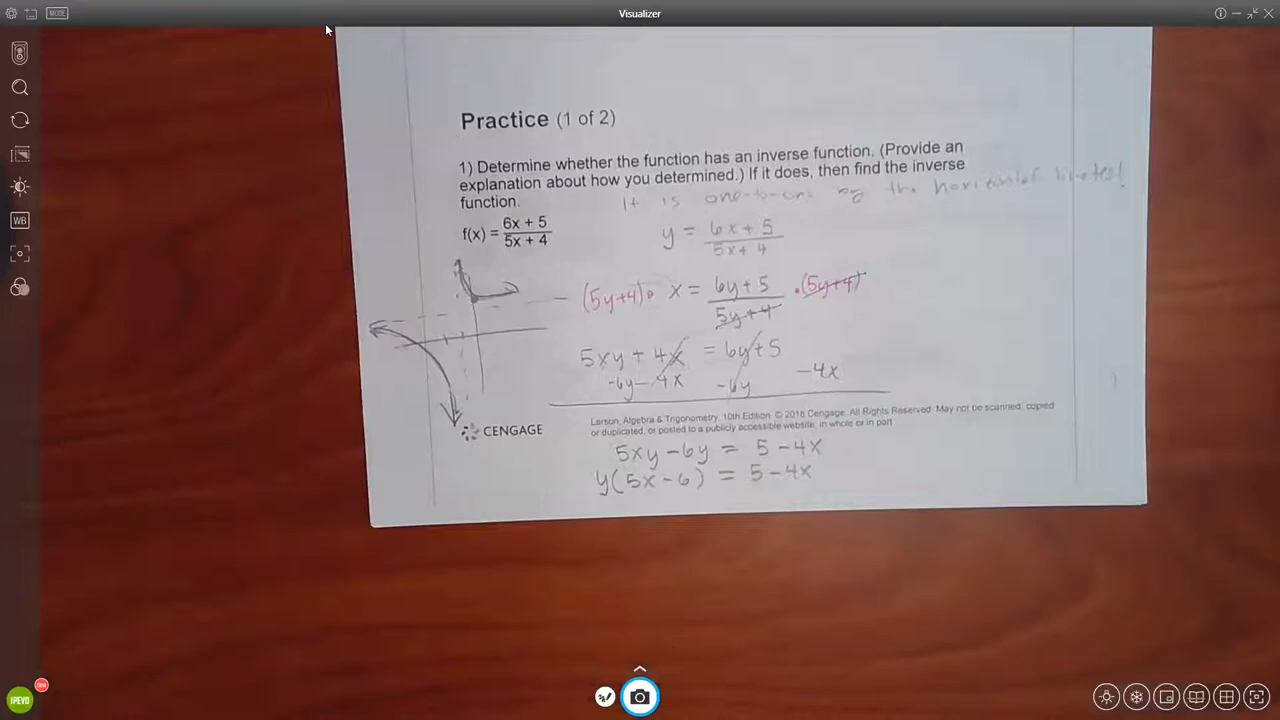 MODE
Visualizer
Practice (1 of 2)
1) Determine whether the function has an inverse function. (Provide an
explanation about how you determined.) If it does, then find the inverse
function.
It is one-to-one by the horizontal line test!
f(x) = 6x + 5 / 5x + 4
y = 6x + 5 / 5x + 4
(5y+4)• x = 6y+5 / 5y+4 •(5y+4)
5xy + 4x = 6y+5
-6y-4x -6y -4x
Larson, Algebra & Trigonometry, 10th Edition. © 2018 Cengage. All Rights Reserved. May not be scanned, copied
or duplicated, or posted to a publicly accessible website, in whole or in part.
CENGAGE
5xy - 6y = 5 - 4x
y(5x - 6) = 5 - 4x
WB
IPEVO
new